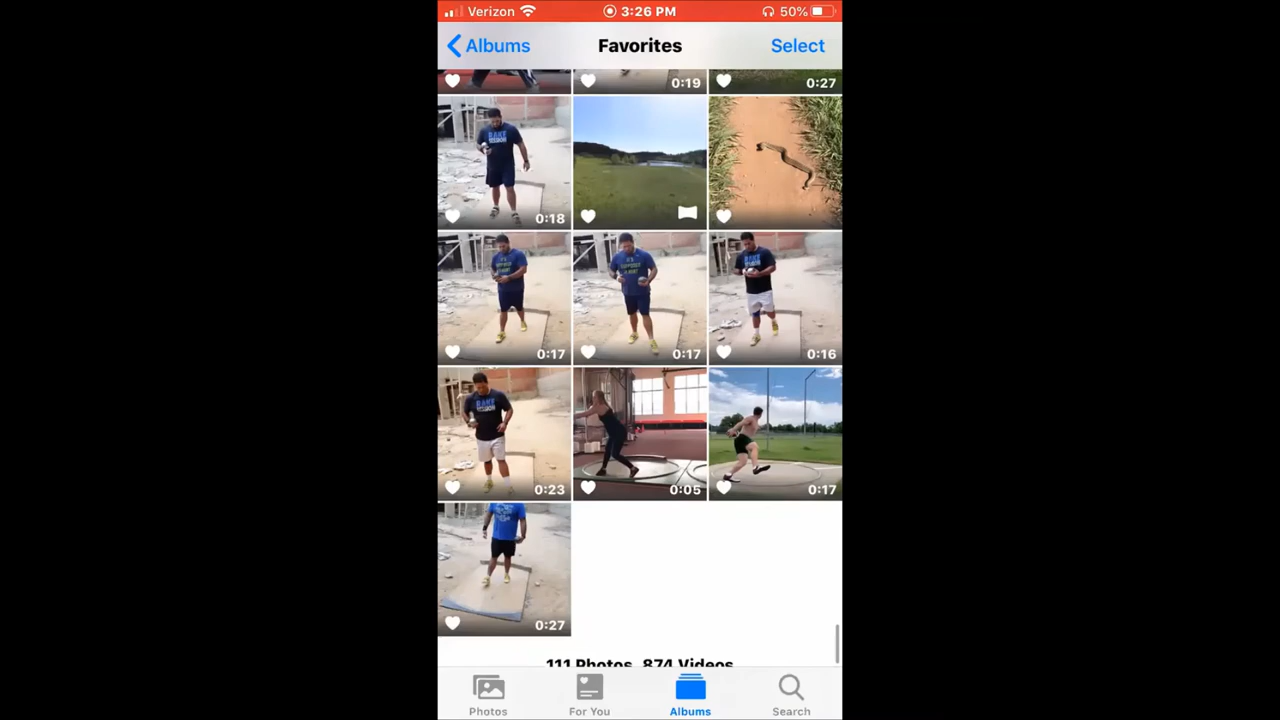 Verizon 3:26 PM 50%
Albums Favorites Select
0:19 0:27
0:18
0:17 0:17 0:16
0:23 0:05 0:17
0:27
111 Photos, 874 Videos
Photos For You Albums Search